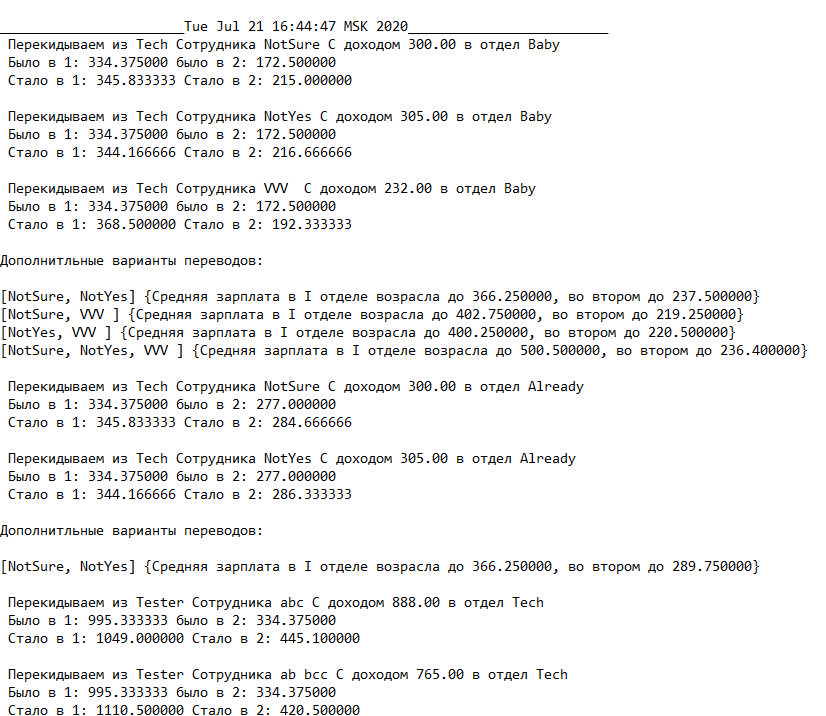 _______________________Tue Jul 21 16:44:47 MSK 2020_________________________
Перекидываем из Tech Сотрудника NotSure С доходом 300.00 в отдел Baby
Было в 1: 334.375000 было в 2: 172.500000
Стало в 1: 345.833333 Стало в 2: 215.000000
Перекидываем из Tech Сотрудника NotYes С доходом 305.00 в отдел Baby
Было в 1: 334.375000 было в 2: 172.500000
Стало в 1: 344.166666 Стало в 2: 216.666666
Перекидываем из Tech Сотрудника VVV  С доходом 232.00 в отдел Baby
Было в 1: 334.375000 было в 2: 172.500000
Стало в 1: 368.500000 Стало в 2: 192.333333
Дополнитльные варианты переводов:
[NotSure, NotYes] {Средняя зарплата в I отделе возрасла до 366.250000, во втором до 237.500000}
[NotSure, VVV ] {Средняя зарплата в I отделе возрасла до 402.750000, во втором до 219.250000}
[NotYes, VVV ] {Средняя зарплата в I отделе возрасла до 400.250000, во втором до 220.500000}
[NotSure, NotYes, VVV ] {Средняя зарплата в I отделе возрасла до 500.500000, во втором до 236.400000}
Перекидываем из Tech Сотрудника NotSure С доходом 300.00 в отдел Already
Было в 1: 334.375000 было в 2: 277.000000
Стало в 1: 345.833333 Стало в 2: 284.666666
Перекидываем из Tech Сотрудника NotYes С доходом 305.00 в отдел Already
Было в 1: 334.375000 было в 2: 277.000000
Стало в 1: 344.166666 Стало в 2: 286.333333
Дополнитльные варианты переводов:
[NotSure, NotYes] {Средняя зарплата в I отделе возрасла до 366.250000, во втором до 289.750000}
Перекидываем из Tester Сотрудника abc С доходом 888.00 в отдел Tech
Было в 1: 995.333333 было в 2: 334.375000
Стало в 1: 1049.000000 Стало в 2: 445.100000
Перекидываем из Tester Сотрудника ab bcc С доходом 765.00 в отдел Tech
Было в 1: 995.333333 было в 2: 334.375000
Стало в 1: 1110.500000 Стало в 2: 420.500000